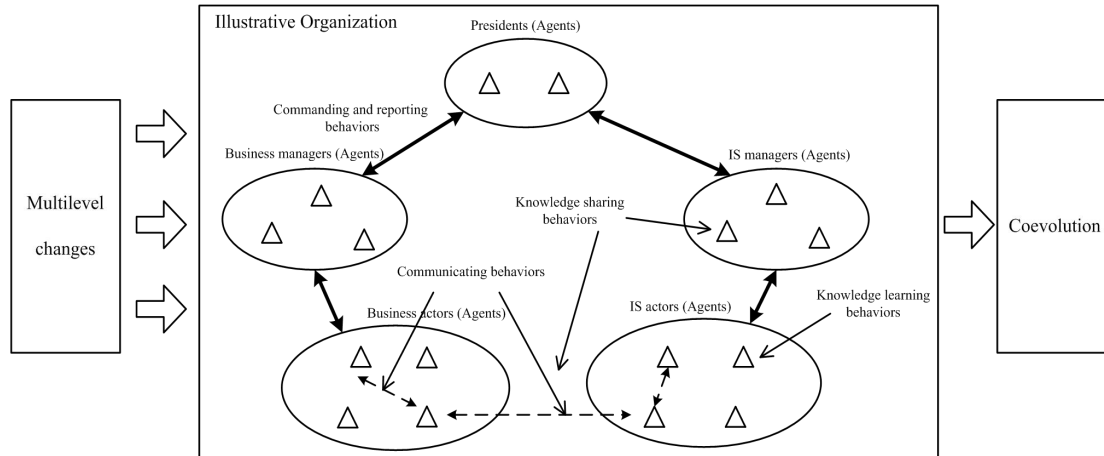 Illustrative Organization
Presidents (Agents)
Commanding and reporting
behaviors
Business managers (Agents)
IS managers (Agents)
Multilevel
changes
Knowledge sharing
behaviors
Coevolution
Communicating behaviors
Knowledge learning
behaviors
Business actors (Agents)
IS actors (Agents)